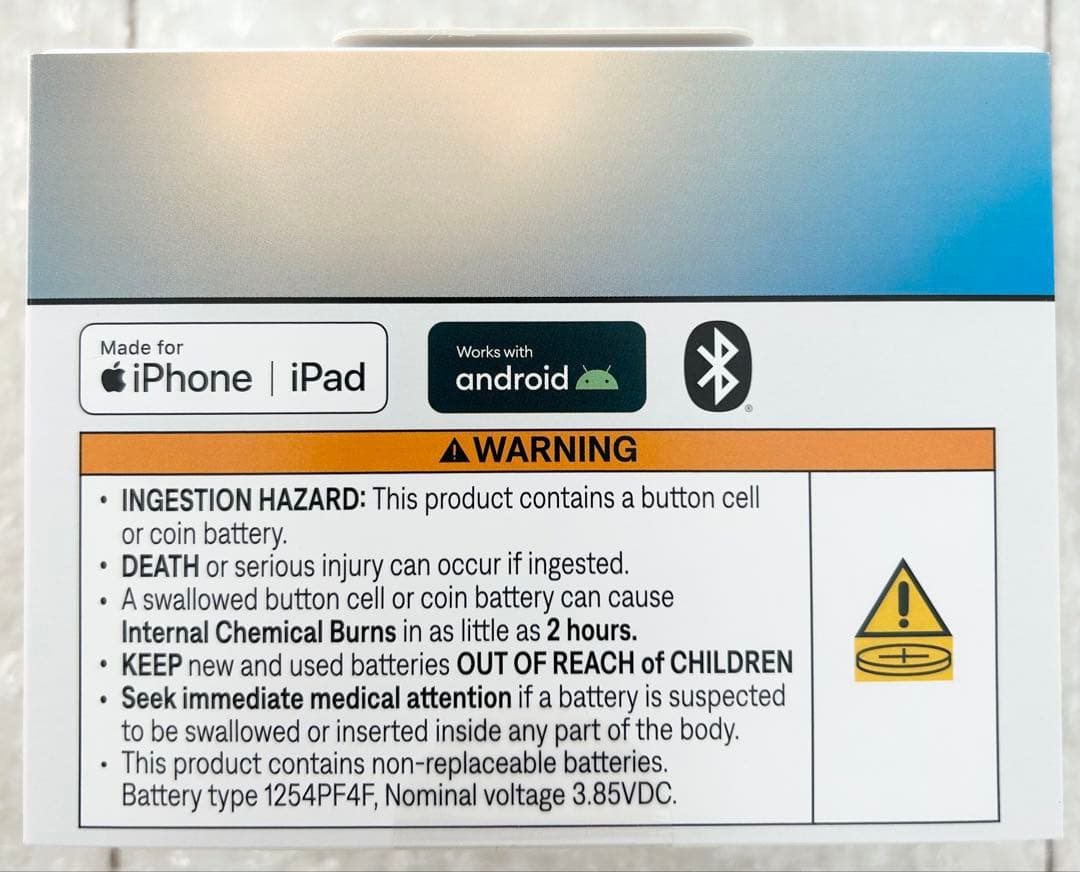 Made for
iPhone | iPad
Works with
android
®
WARNING
• INGESTION HAZARD: This product contains a button cell
or coin battery.
• DEATH or serious injury can occur if ingested.
• A swallowed button cell or coin battery can cause
Internal Chemical Burns in as little as 2 hours.
• KEEP new and used batteries OUT OF REACH of CHILDREN
• Seek immediate medical attention if a battery is suspected
to be swallowed or inserted inside any part of the body.
• This product contains non-replaceable batteries.
Battery type 1254PF4F, Nominal voltage 3.85VDC.